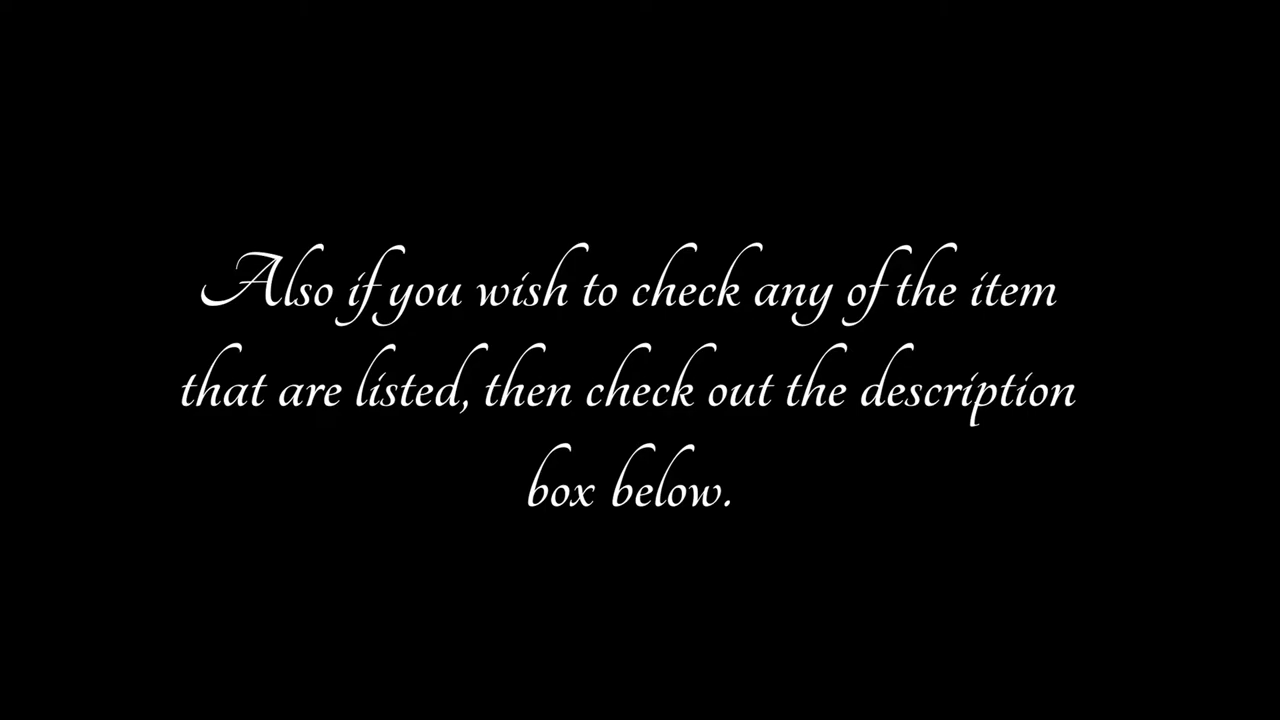 Also if you wish to check any of the item
that are listed, then check out the description
box below.